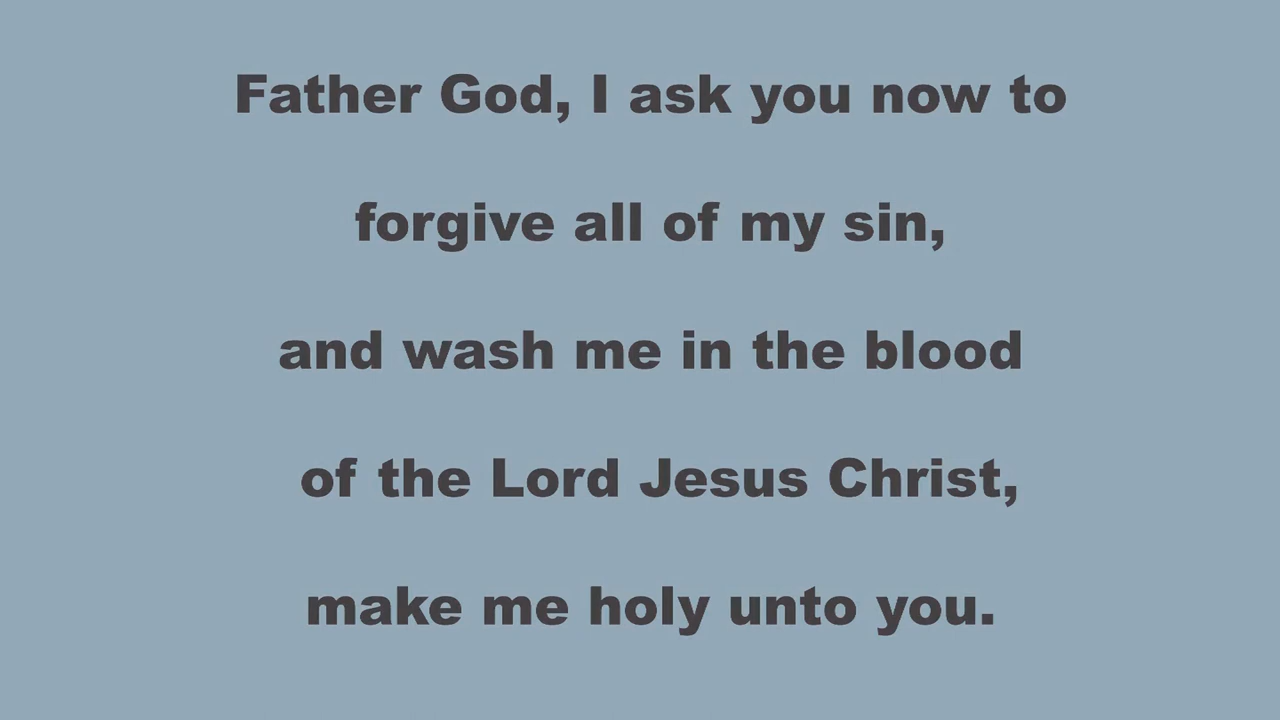 Father God, I ask you now to
forgive all of my sin,
and wash me in the blood
of the Lord Jesus Christ,
make me holy unto you.